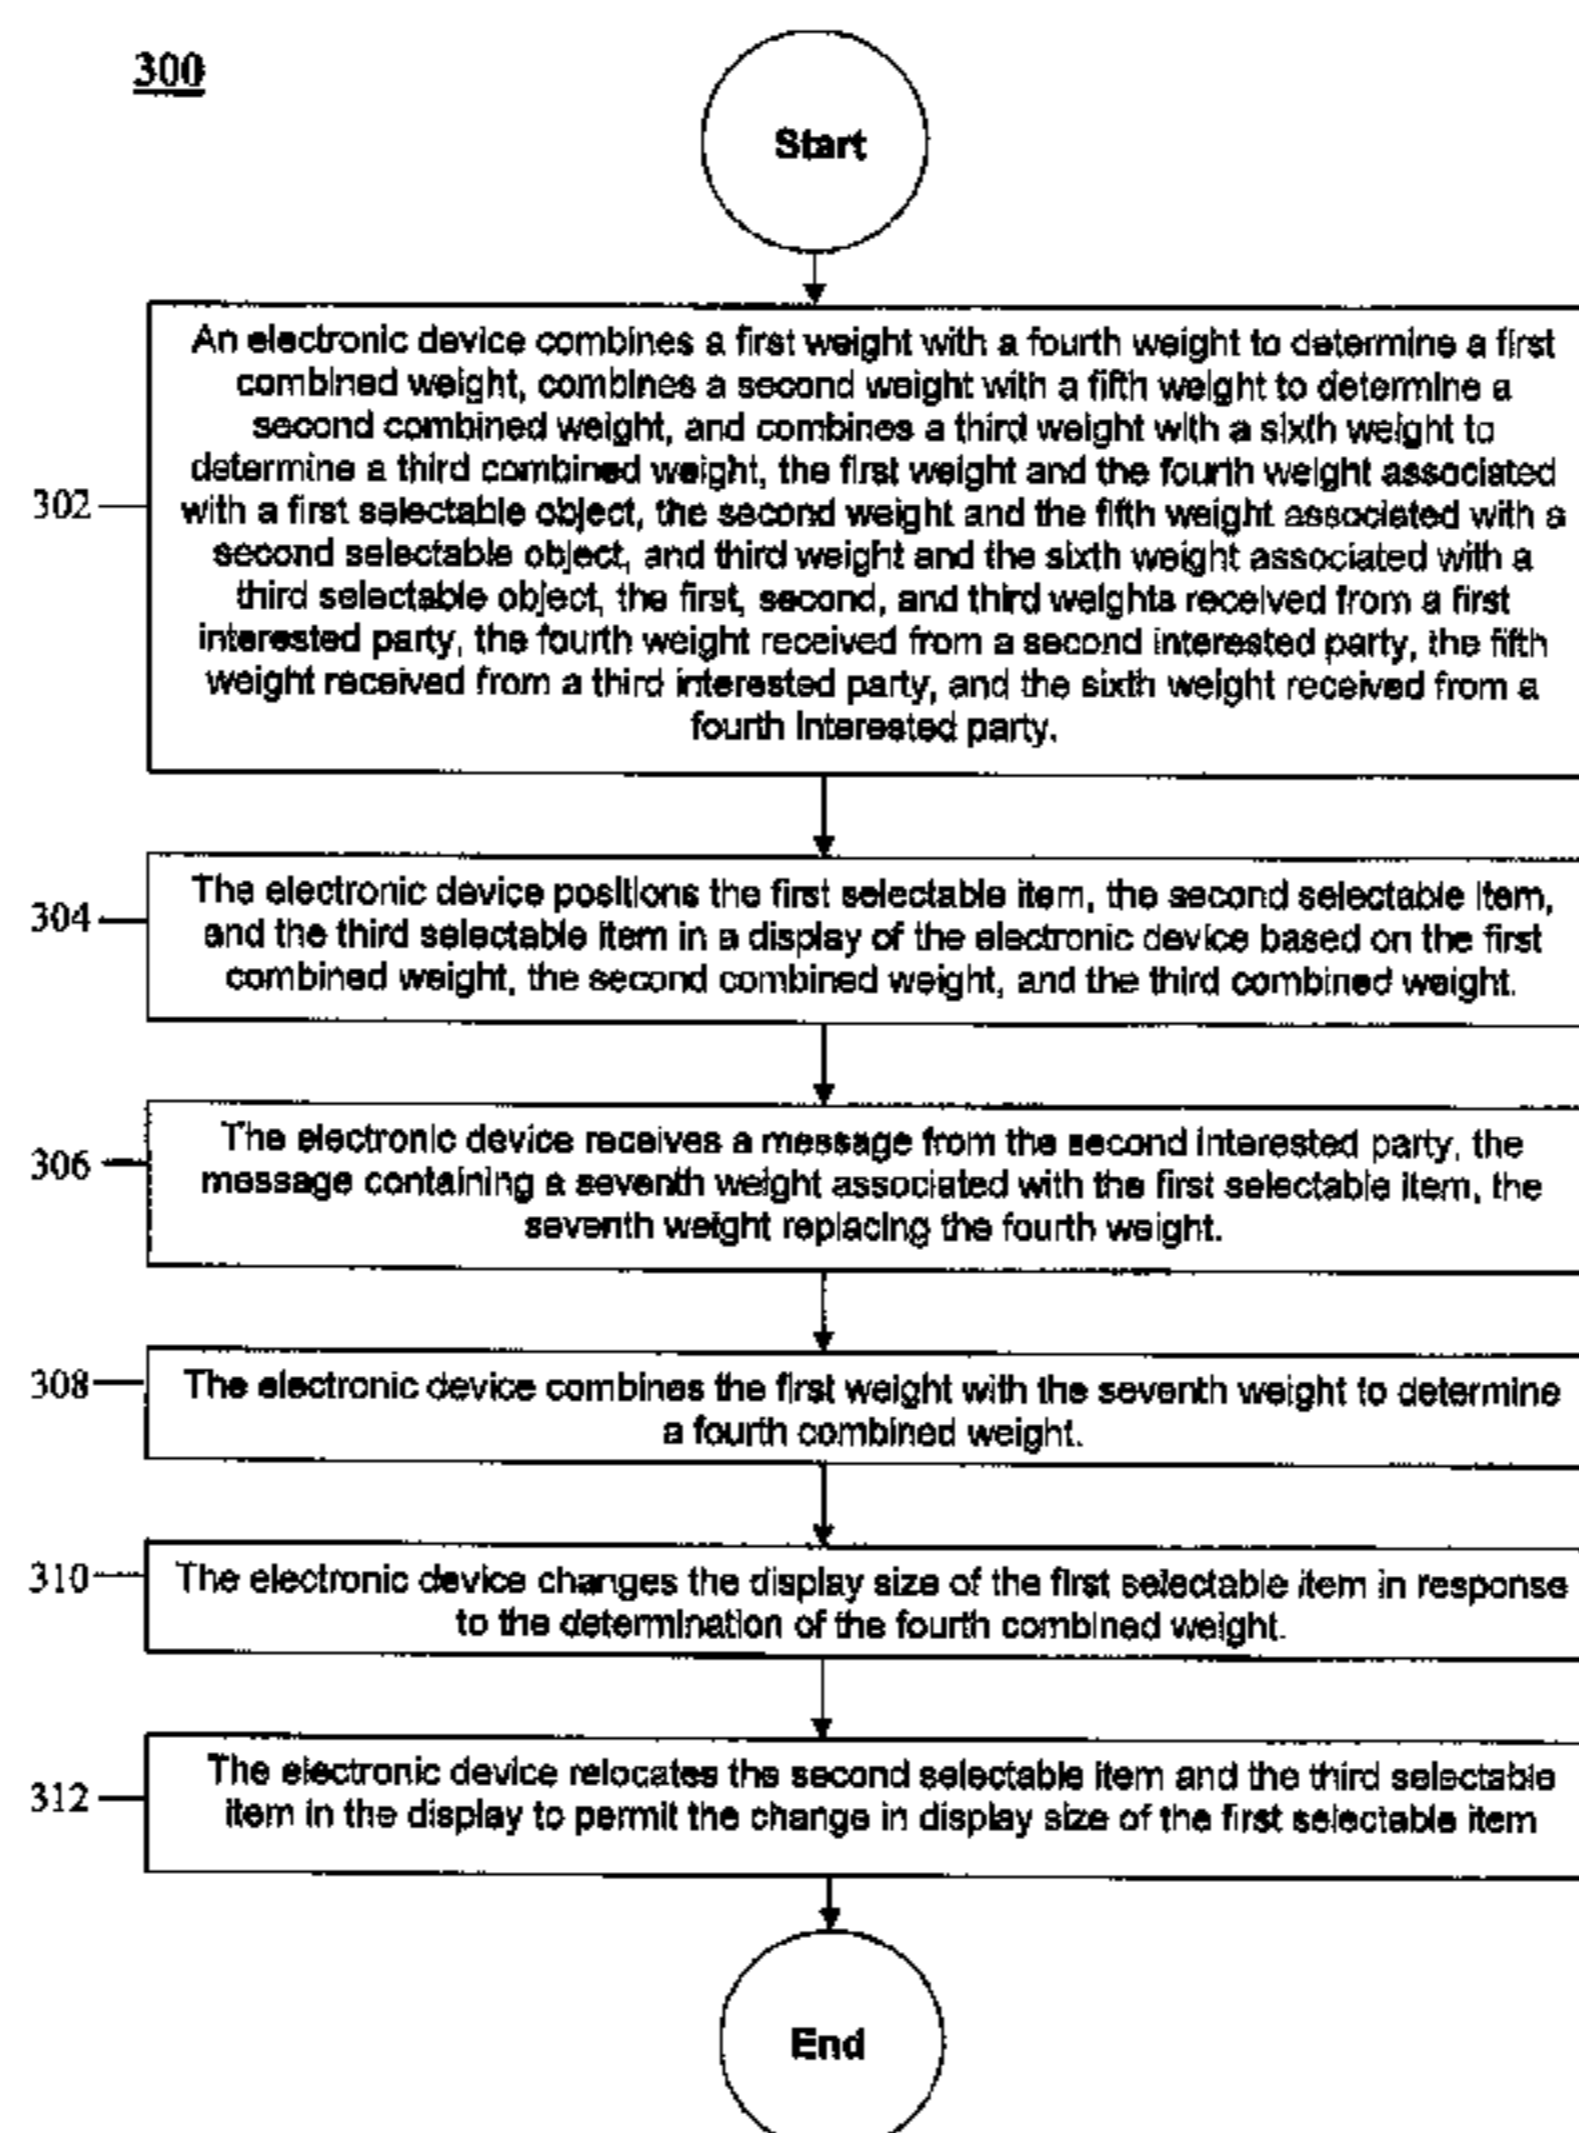 300
Start
An electronic device combines a first weight with a fourth weight to determine a first
combined weight, combines a second weight with a fifth weight to determine a
second combined weight, and combines a third weight with a sixth weight to
determine a third combined weight, the first weight and the fourth weight associated
with a first selectable object, the second weight and the fifth weight associated with a
second selectable object, and third weight and the sixth weight associated with a
third selectable object, the first, second, and third weights received from a first
interested party, the fourth weight received from a second interested party, the fifth
weight received from a third interested party, and the sixth weight received from a
fourth interested party.
302
The electronic device positions the first selectable item, the second selectable item,
and the third selectable item in a display of the electronic device based on the first
combined weight, the second combined weight, and the third combined weight.
304
The electronic device receives a message from the second interested party, the
message containing a seventh weight associated with the first selectable item, the
seventh weight replacing the fourth weight.
306
The electronic device combines the first weight with the seventh weight to determine
a fourth combined weight.
308
The electronic device changes the display size of the first selectable item in response
to the determination of the fourth combined weight.
310
The electronic device relocates the second selectable item and the third selectable
item in the display to permit the change in display size of the first selectable item
312
End